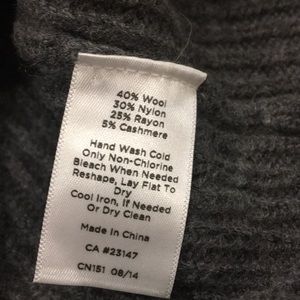 40% Wool
30% Nylon
25% Rayon
5% Cashmere
Hand Wash Cold
Only Non-Chlorine
Bleach When Needed
Reshape, Lay Flat To
Dry
Cool Iron, If Needed
Or Dry Clean
Made In China
CA #23147
CN151 08/14